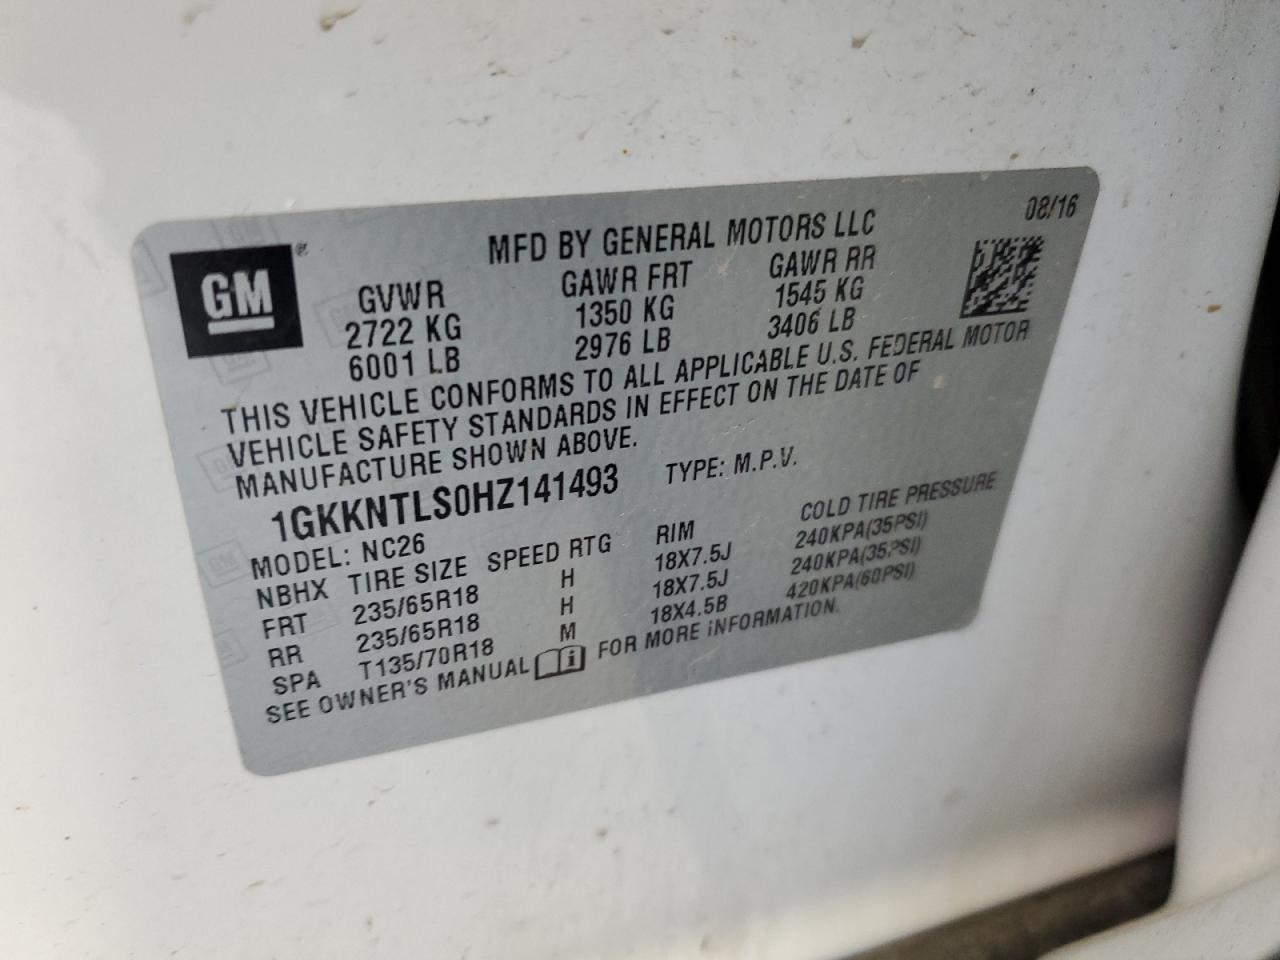 GM
MFD BY GENERAL MOTORS LLC 08/16
GVWR GAWR FRT GAWR RR
2722 KG 1350 KG 1545 KG
6001 LB 2976 LB 3406 LB
THIS VEHICLE CONFORMS TO ALL APPLICABLE U.S. FEDERAL MOTOR
VEHICLE SAFETY STANDARDS IN EFFECT ON THE DATE OF
MANUFACTURE SHOWN ABOVE.
1GKKNTLS0HZ141493 TYPE: M.P.V.
MODEL: NC26
NBHX TIRE SIZE SPEED RTG RIM COLD TIRE PRESSURE
FRT 235/65R18 H 18X7.5J 240KPA(35PSI)
RR 235/65R18 H 18X7.5J 240KPA(35PSI)
SPA T135/70R18 M 18X4.5B 420KPA(60PSI)
SEE OWNER'S MANUAL i FOR MORE INFORMATION.